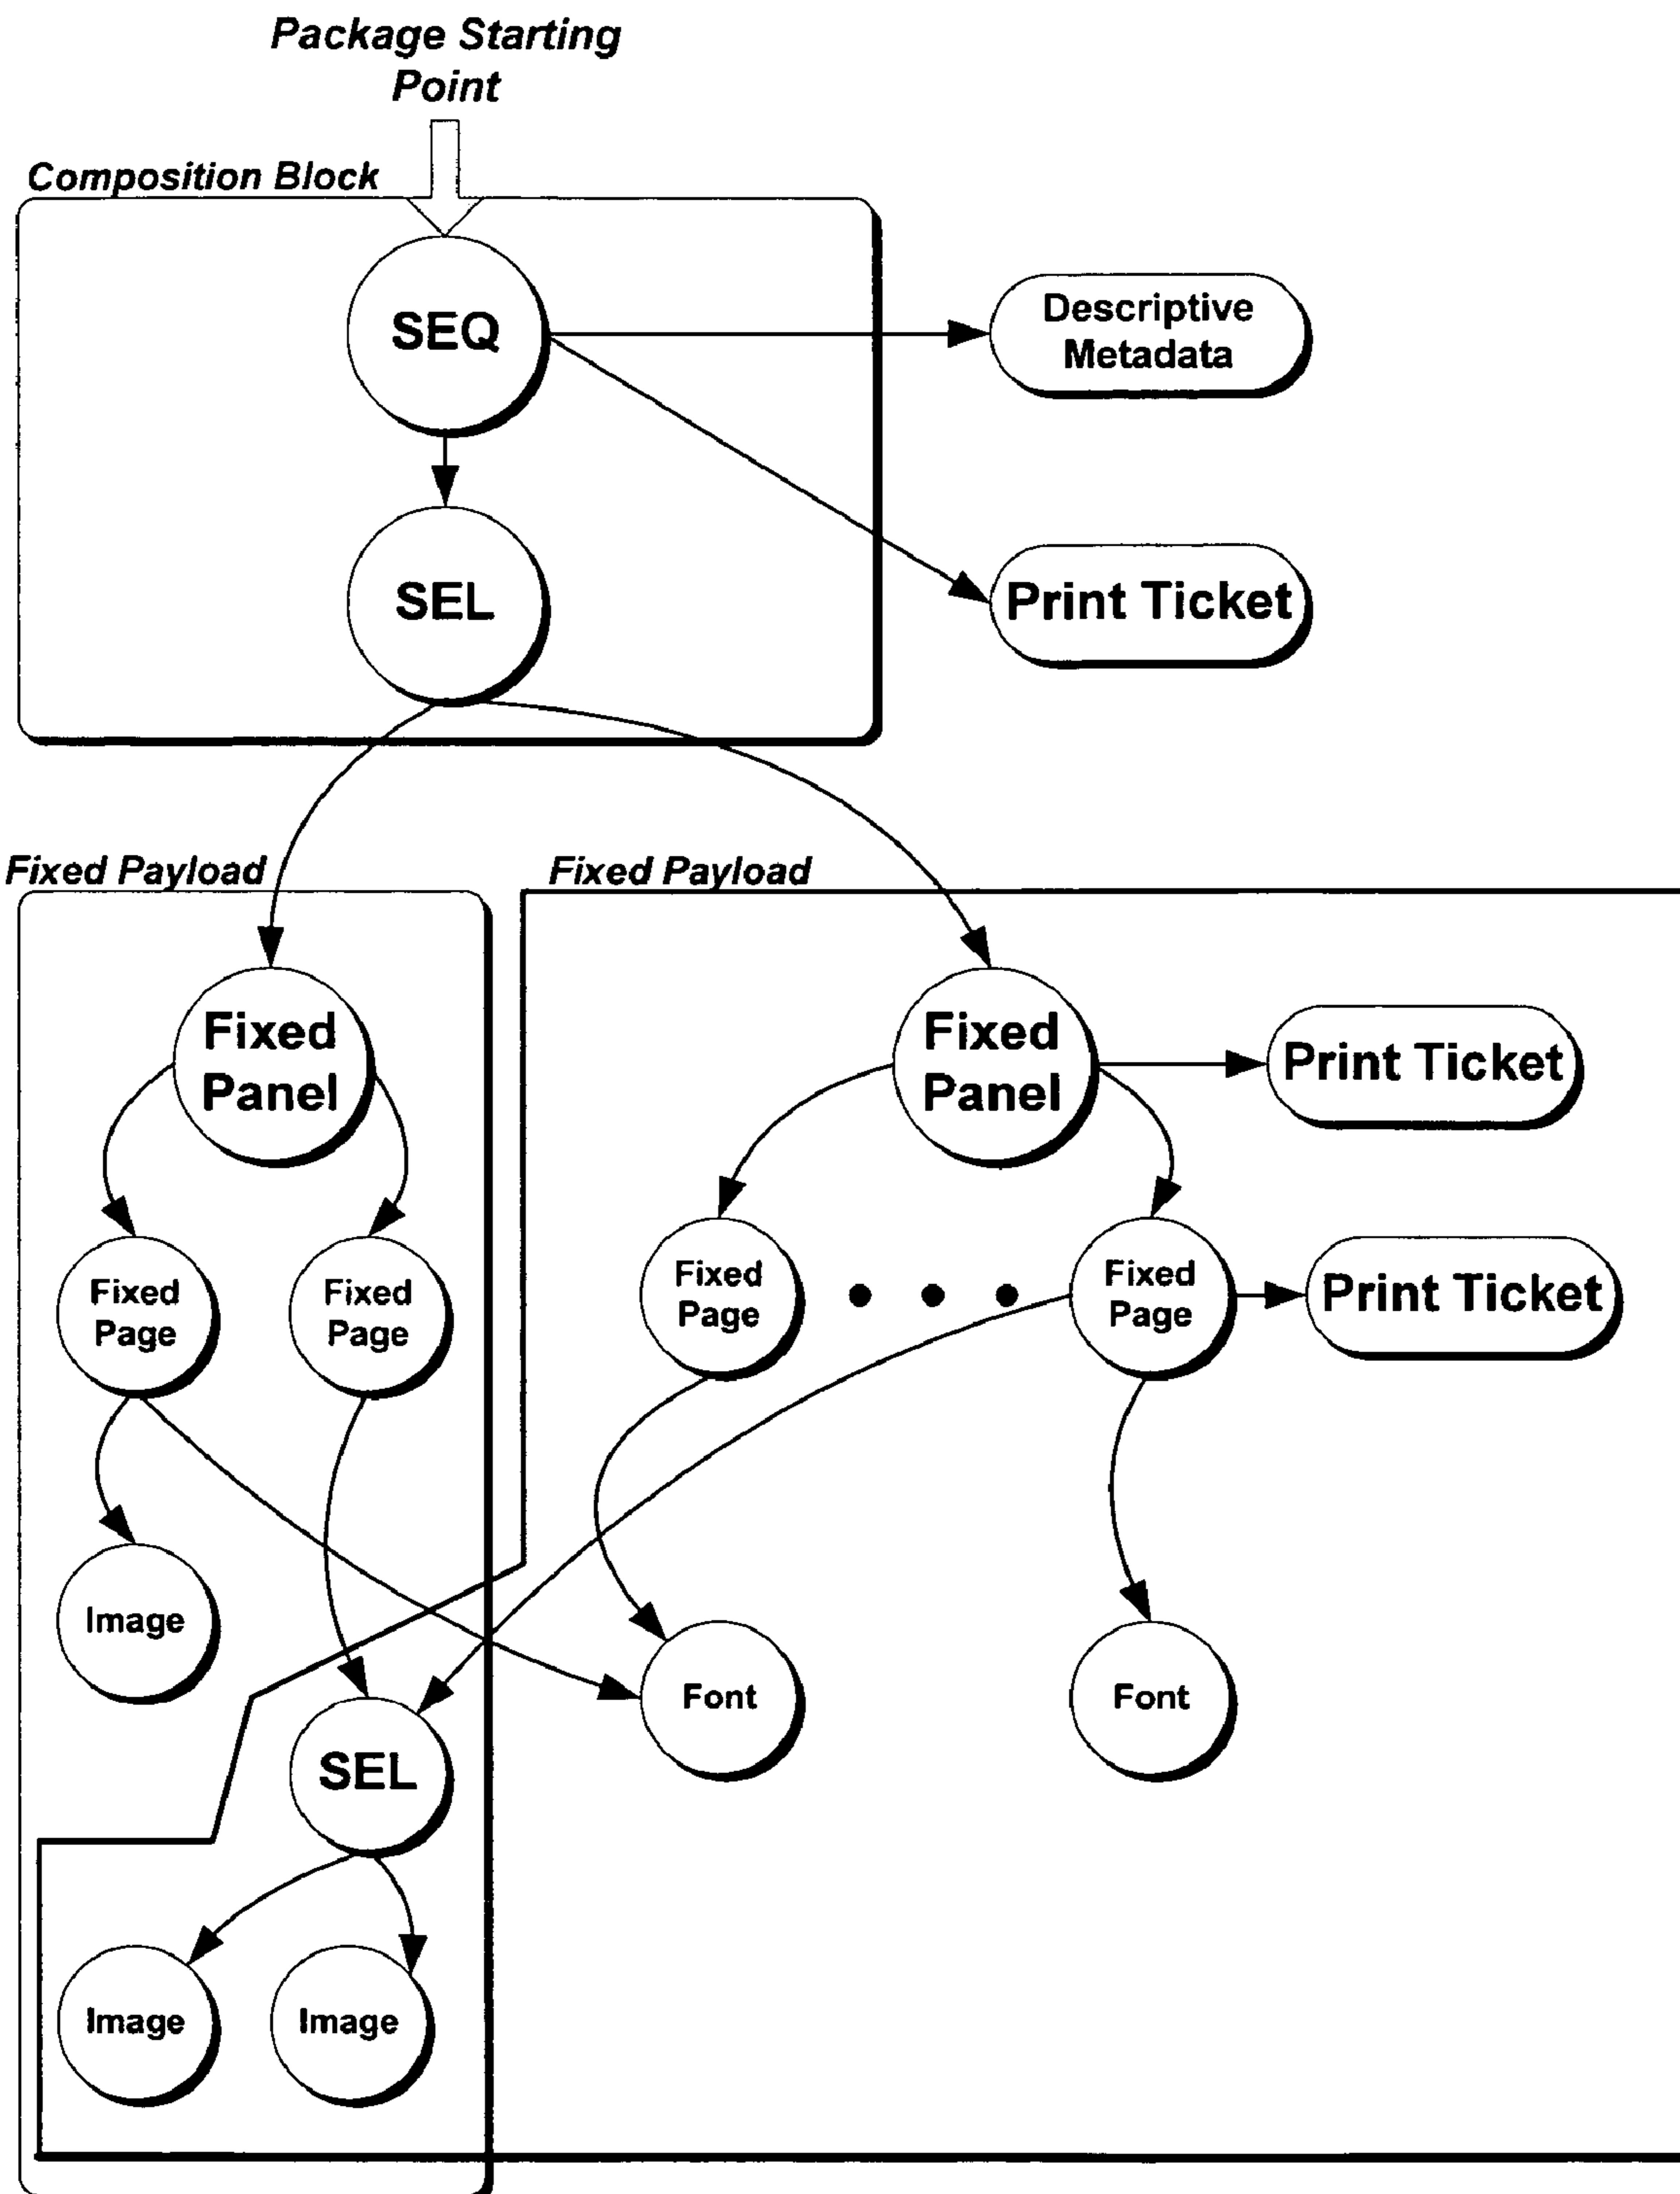 Package Starting
Point
Composition Block
SEQ
Descriptive
Metadata
SEL
Print Ticket
Fixed Payload
Fixed Payload
Fixed
Panel
Fixed
Panel
Print Ticket
Fixed
Page
Fixed
Page
Fixed
Page
Fixed
Page
Print Ticket
Image
Font
Font
SEL
Image
Image